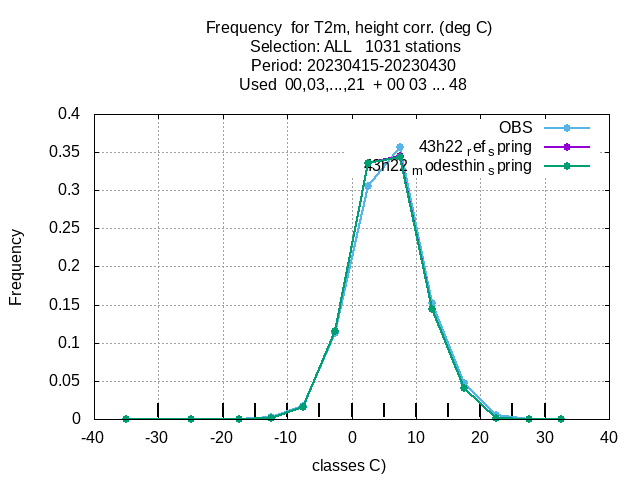 Frequency  for T2m, height corr. (deg C)
Selection: ALL   1031 stations
Period: 20230415-20230430
Used  00,03,...,21  + 00 03 ... 48
0.4
0.35
0.3
0.25
0.2
0.15
0.1
0.05
0
Frequency
OBS
43h22 ref spring
43h22 modesthin spring
-40 -30 -20 -10 0 10 20 30 40
classes C)